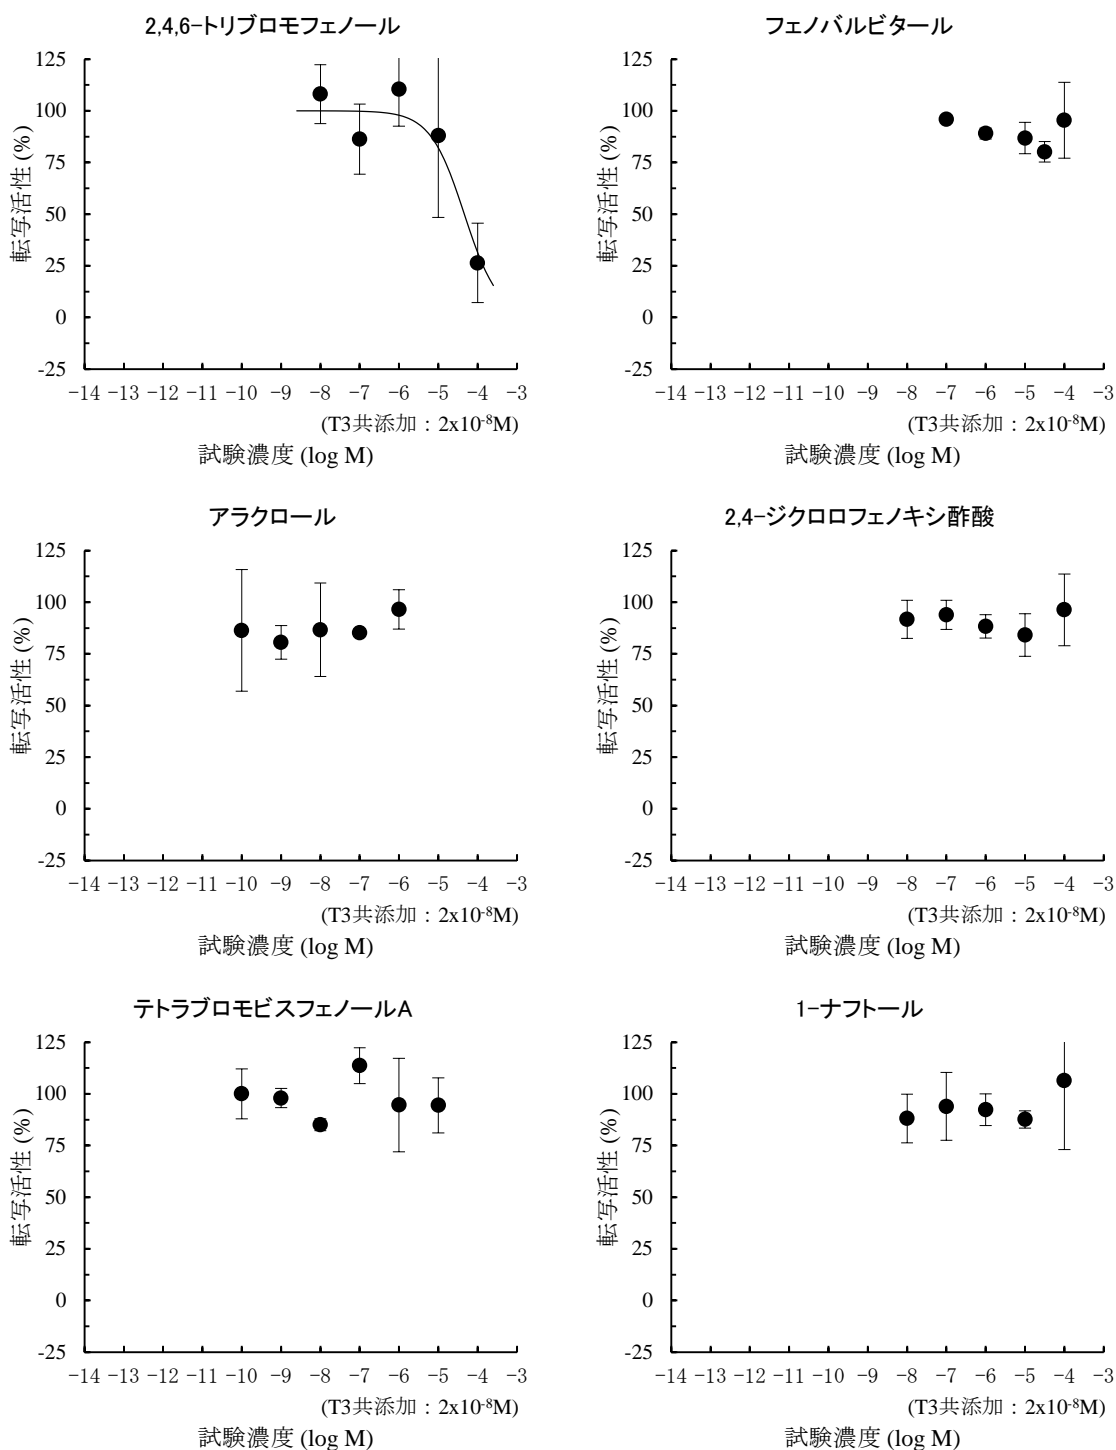 2,4,6-トリブロモフェノール
125
100
75
50
25
0
-25
転写活性 (%)
-14 -13 -12 -11 -10 -9 -8 -7 -6 -5 -4 -3
(T3共添加：2x10⁻⁸M)
試験濃度 (log M)
フェノバルビタール
125
100
75
50
25
0
-25
転写活性 (%)
-14 -13 -12 -11 -10 -9 -8 -7 -6 -5 -4 -3
(T3共添加：2x10⁻⁸M)
試験濃度 (log M)
アラクロール
125
100
75
50
25
0
-25
転写活性 (%)
-14 -13 -12 -11 -10 -9 -8 -7 -6 -5 -4 -3
(T3共添加：2x10⁻⁸M)
試験濃度 (log M)
2,4-ジクロロフェノキシ酢酸
125
100
75
50
25
0
-25
転写活性 (%)
-14 -13 -12 -11 -10 -9 -8 -7 -6 -5 -4 -3
(T3共添加：2x10⁻⁸M)
試験濃度 (log M)
テトラブロモビスフェノールA
125
100
75
50
25
0
-25
転写活性 (%)
-14 -13 -12 -11 -10 -9 -8 -7 -6 -5 -4 -3
(T3共添加：2x10⁻⁸M)
試験濃度 (log M)
1-ナフトール
125
100
75
50
25
0
-25
転写活性 (%)
-14 -13 -12 -11 -10 -9 -8 -7 -6 -5 -4 -3
(T3共添加：2x10⁻⁸M)
試験濃度 (log M)